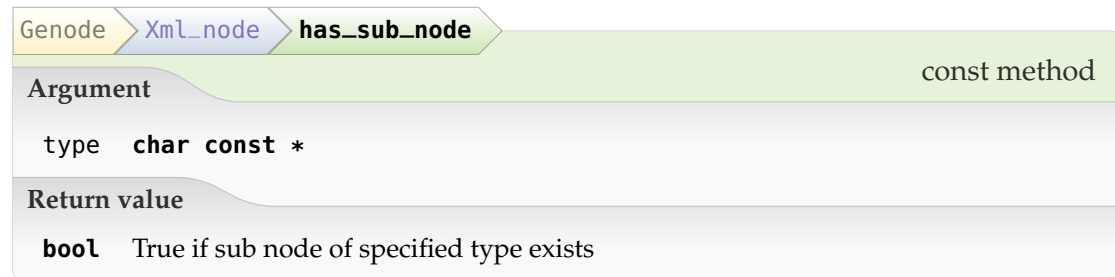 Genode Xml_node has_sub_node
const method
Argument
type char const *
Return value
bool True if sub node of specified type exists